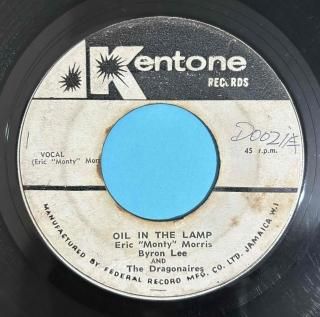 Kentone
RECORDS
VOCAL
(Eric "Monty" Mor
D0021A
45 r.p.m.
OIL IN THE LAMP
Eric "Monty" Morris
Byron Lee
AND
The Dragonaires
MANUFACTURED BY FEDERAL RECORD MFG. CO. LTD. JAMAICA W.I